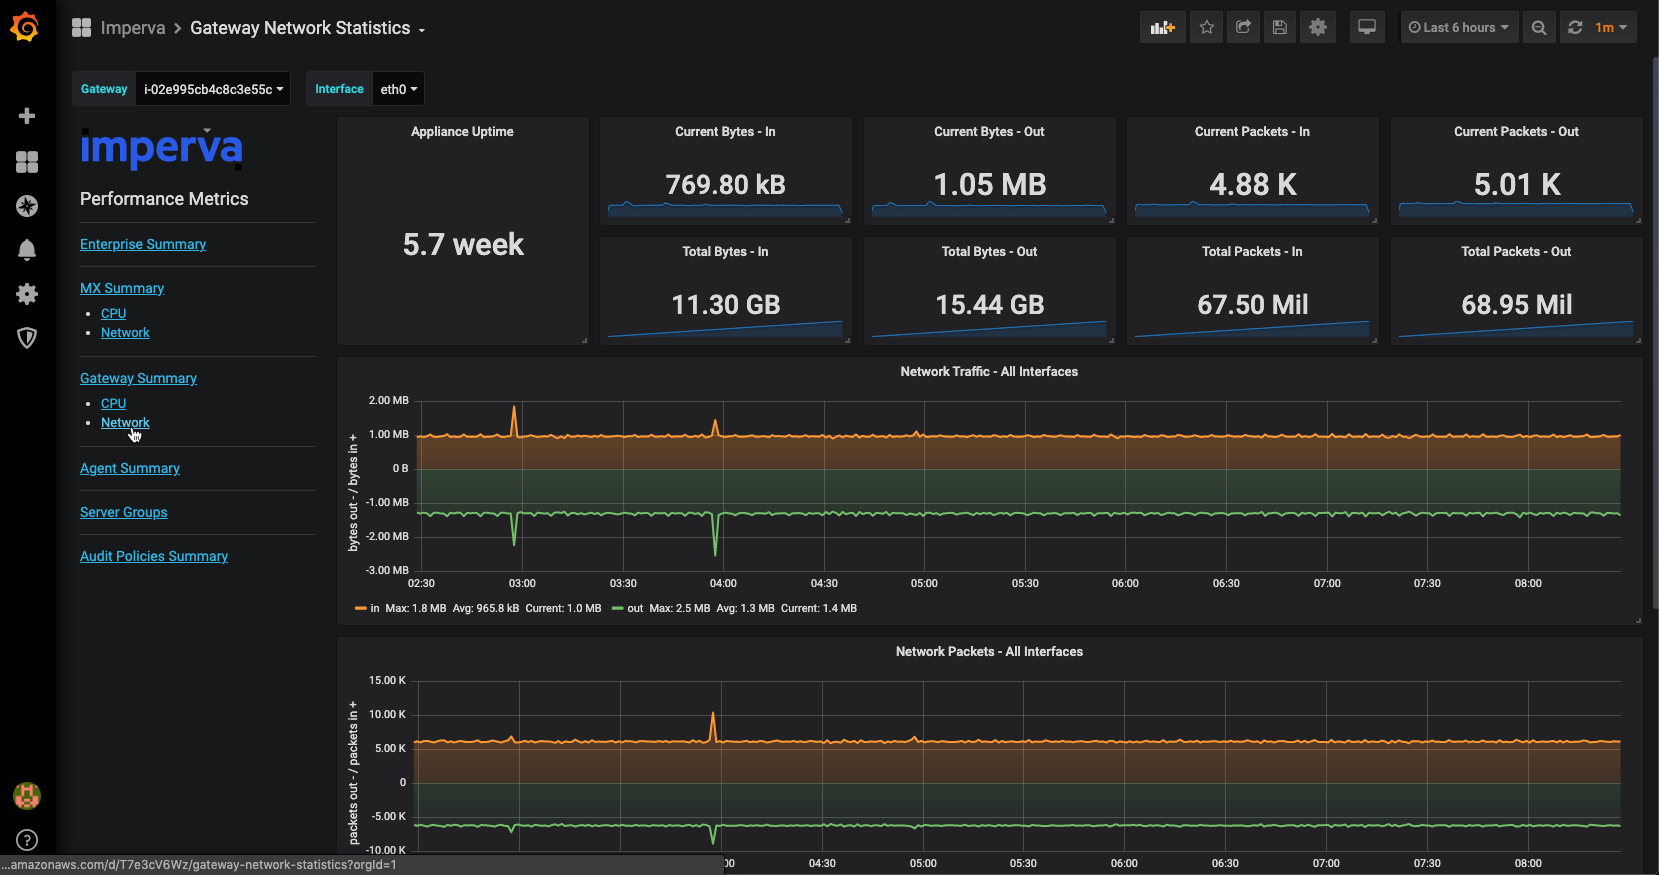 Imperva > Gateway Network Statistics
Last 6 hours
1m
Gateway i-02e995cb4c8c3e55c
Interface eth0
imperva
Performance Metrics
Enterprise Summary
MX Summary
• CPU
• Network
Gateway Summary
• CPU
• Network
Agent Summary
Server Groups
Audit Policies Summary
Appliance Uptime
5.7 week
Current Bytes - In
769.80 kB
Current Bytes - Out
1.05 MB
Current Packets - In
4.88 K
Current Packets - Out
5.01 K
Total Bytes - In
11.30 GB
Total Bytes - Out
15.44 GB
Total Packets - In
67.50 Mil
Total Packets - Out
68.95 Mil
Network Traffic - All Interfaces
bytes out - / bytes in +
2.00 MB
1.00 MB
0 B
-1.00 MB
-2.00 MB
-3.00 MB
02:30 03:00 03:30 04:00 04:30 05:00 05:30 06:00 06:30 07:00 07:30 08:00
in Max: 1.8 MB Avg: 965.8 kB Current: 1.0 MB out Max: 2.5 MB Avg: 1.3 MB Current: 1.4 MB
Network Packets - All Interfaces
packets out - / packets in +
15.00 K
10.00 K
5.00 K
0
-5.00 K
-10.00 K
00 04:30 05:00 05:30 06:00 06:30 07:00 07:30 08:00
...amazonaws.com/d/T7e3cV6Wz/gateway-network-statistics?orgId=1